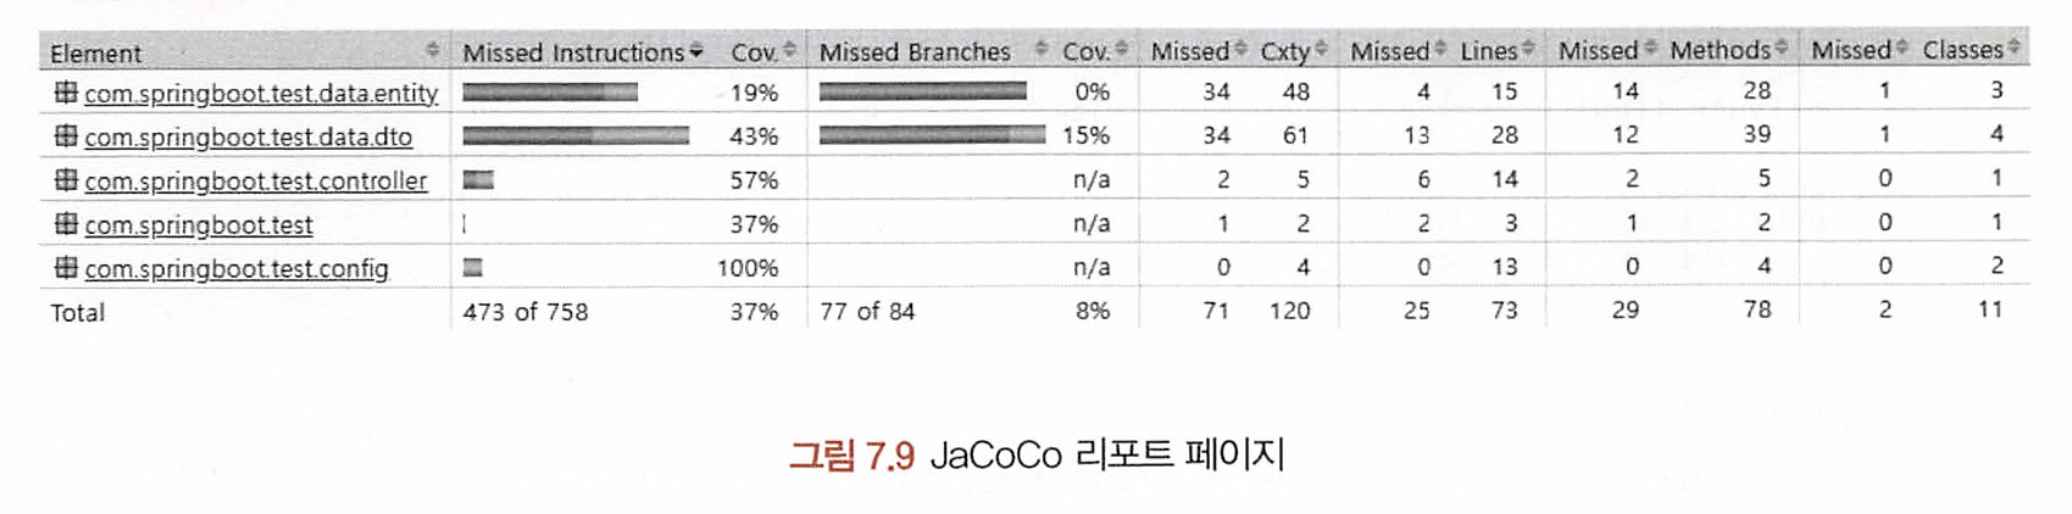 Element Missed Instructions Cov. Missed Branches Cov. Missed Cxty Missed Lines Missed Methods Missed Classes
com.springboot.test.data.entity 19% 0% 34 48 4 15 14 28 1 3
com.springboot.test.data.dto 43% 15% 34 61 13 28 12 39 1 4
com.springboot.test.controller 57% n/a 2 5 6 14 2 5 0 1
com.springboot.test 37% n/a 1 2 2 3 1 2 0 1
com.springboot.test.config 100% n/a 0 4 0 13 0 4 0 2
Total 473 of 758 37% 77 of 84 8% 71 120 25 73 29 78 2 11
그림 7.9 JaCoCo 리포트 페이지